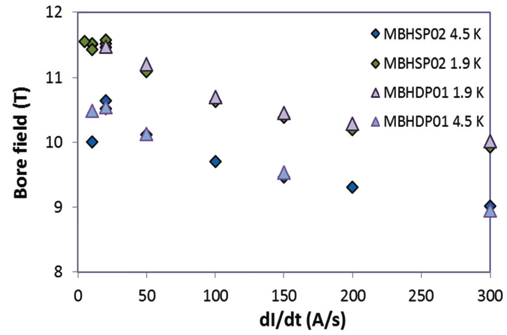 12
11
10
9
8
Bore field (T)
MBHSP02 4.5 K
MBHSP02 1.9 K
MBHDP01 1.9 K
MBHDP01 4.5 K
0 50 100 150 200 250 300
dI/dt (A/s)